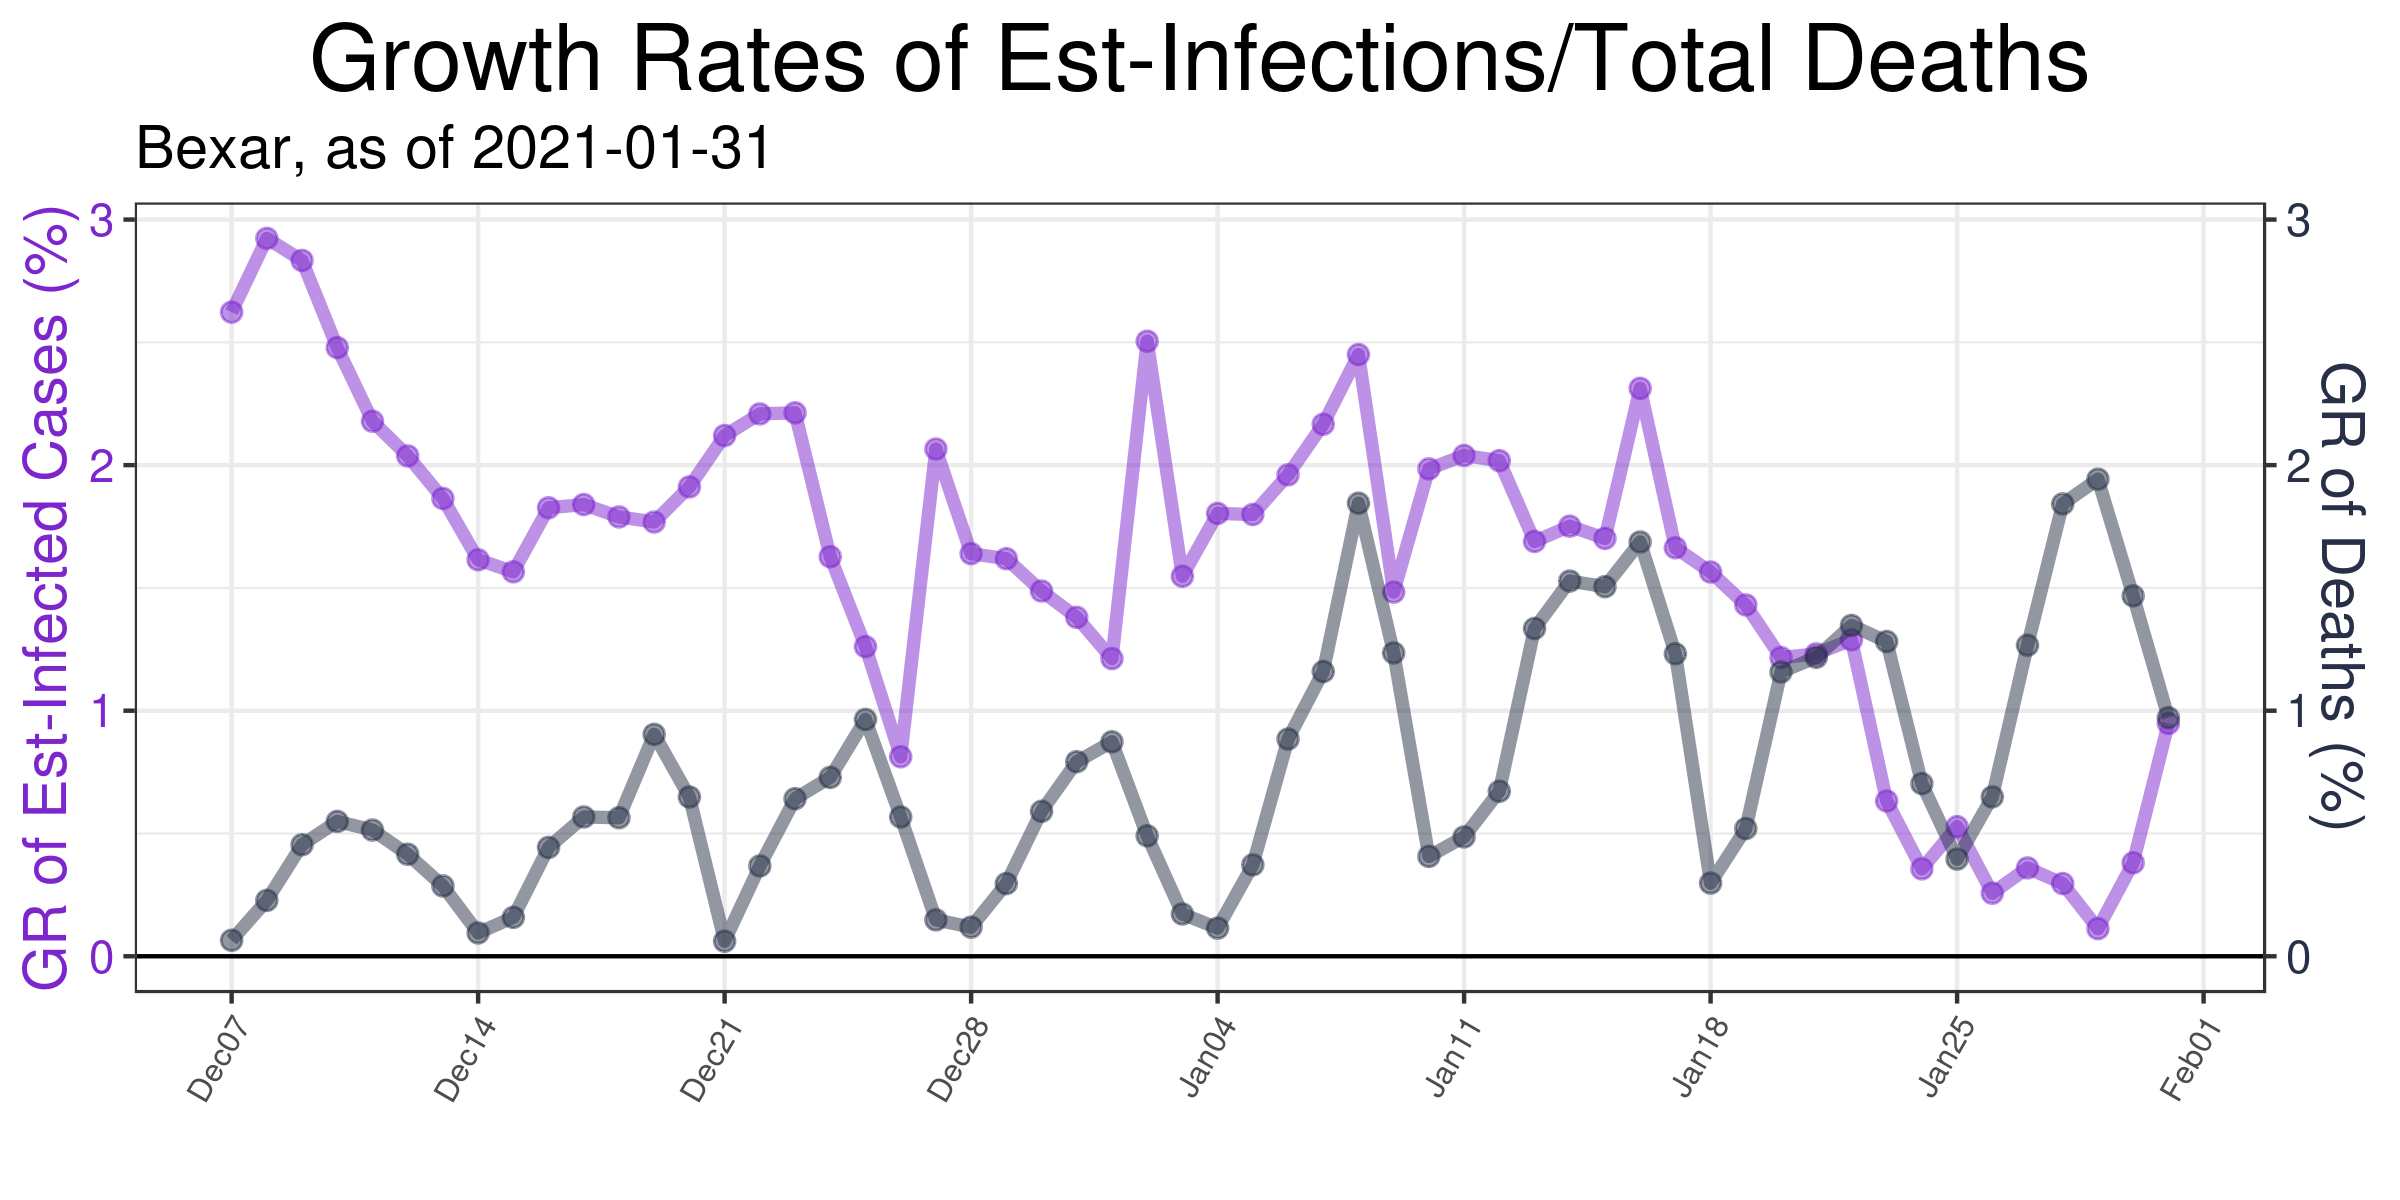 Growth Rates of Est-Infections/Total Deaths
Bexar, as of 2021-01-31
GR of Est-Infected Cases (%)
3
2
1
0
3
2
1
0
GR of Deaths (%)
Dec07
Dec14
Dec21
Dec28
Jan04
Jan11
Jan18
Jan25
Feb01